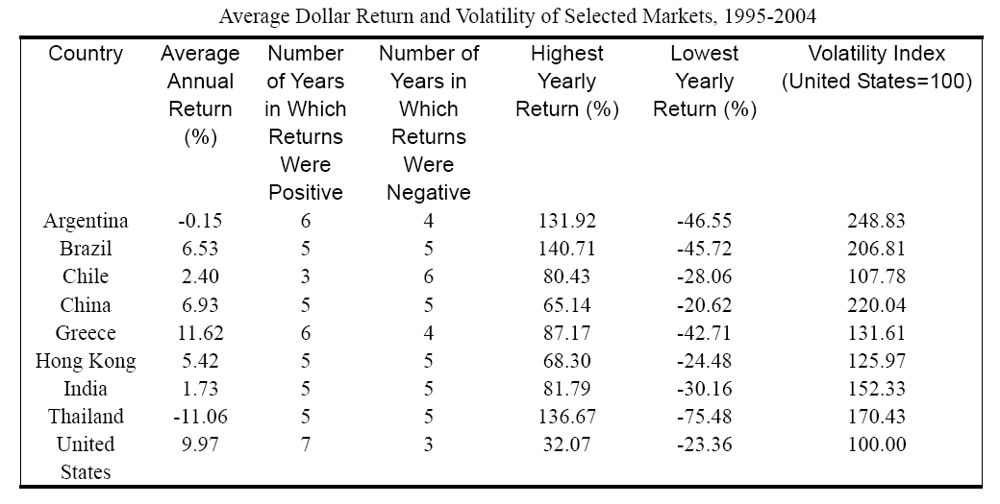 Average Dollar Return and Volatility of Selected Markets, 1995-2004
Country Average Number Number of Highest Lowest Volatility Index
Annual of Years Years in Yearly Yearly (United States=100)
Return in Which Which Return (%) Return (%)
(%) Returns Returns
Were Were
Positive Negative
Argentina -0.15 6 4 131.92 -46.55 248.83
Brazil 6.53 5 5 140.71 -45.72 206.81
Chile 2.40 3 6 80.43 -28.06 107.78
China 6.93 5 5 65.14 -20.62 220.04
Greece 11.62 6 4 87.17 -42.71 131.61
Hong Kong 5.42 5 5 68.30 -24.48 125.97
India 1.73 5 5 81.79 -30.16 152.33
Thailand -11.06 5 5 136.67 -75.48 170.43
United 9.97 7 3 32.07 -23.36 100.00
States